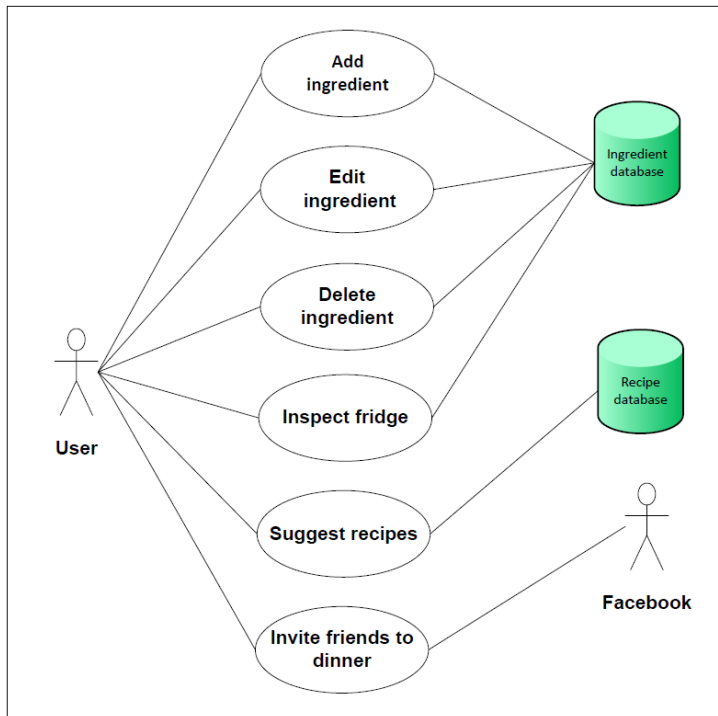 Add
ingredient
Edit
ingredient
Delete
ingredient
Inspect fridge
Suggest recipes
Invite friends to
dinner
User
Ingredient
database
Recipe
database
Facebook